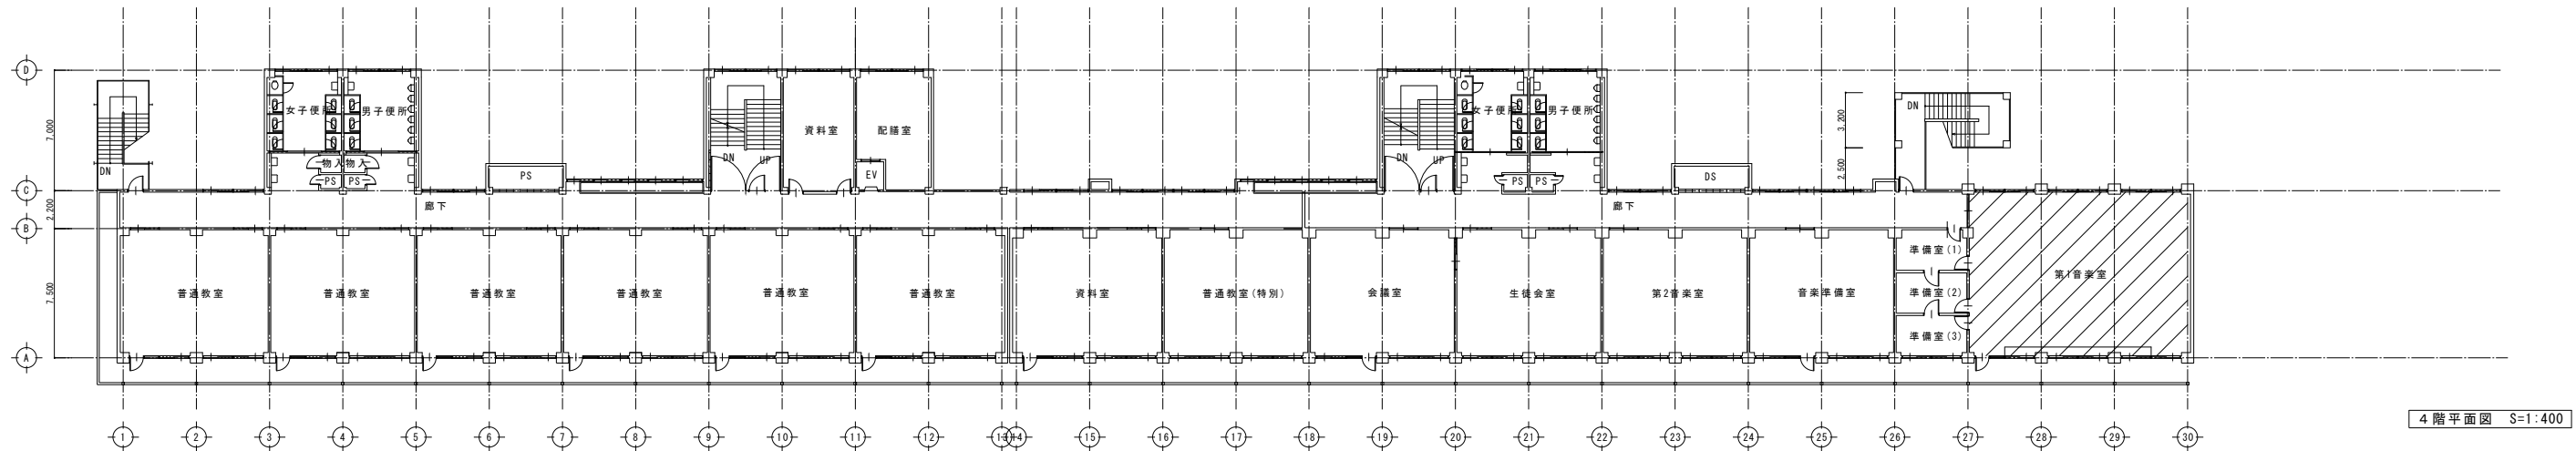 D
7,000
DN
女子便所
男子便所
物入
物入
PS
PS
PS
DN
UP
資料室
配膳室
EV
DN
UP
女子便所
男子便所
PS
PS
DS
DN
3,200
2,500
C
2,200
廊下
廊下
B
7,500
普通教室
普通教室
普通教室
普通教室
普通教室
普通教室
資料室
普通教室(特別)
会議室
生徒会室
第2音楽室
音楽準備室
準備室(1)
準備室(2)
準備室(3)
第1音楽室
A
1 2 3 4 5 6 7 8 9 10 11 12 13 14 15 16 17 18 19 20 21 22 23 24 25 26 27 28 29 30
4階平面図 S=1:400